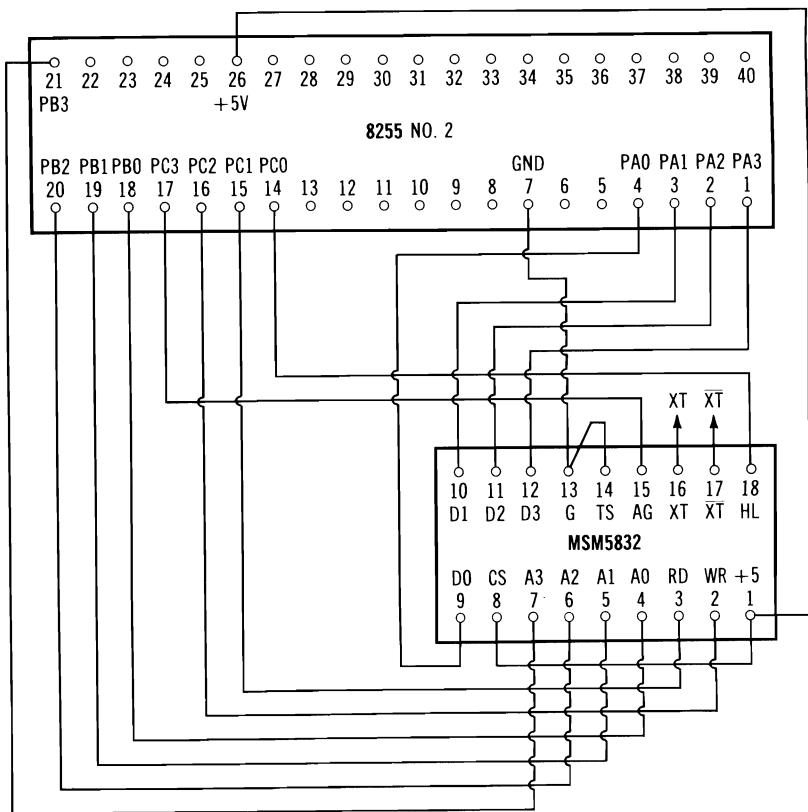 21 22 23 24 25 26 27 28 29 30 31 32 33 34 35 36 37 38 39 40
PB3 +5V
8255 NO. 2
PB2 PB1 PB0 PC3 PC2 PC1 PC0 GND PA0 PA1 PA2 PA3
20 19 18 17 16 15 14 13 12 11 10 9 8 7 6 5 4 3 2 1
XT X̅T̅
10 11 12 13 14 15 16 17 18
D1 D2 D3 G TS AG XT X̅T̅ HL
MSM5832
D0 CS A3 A2 A1 A0 RD WR +5
9 8 7 6 5 4 3 2 1